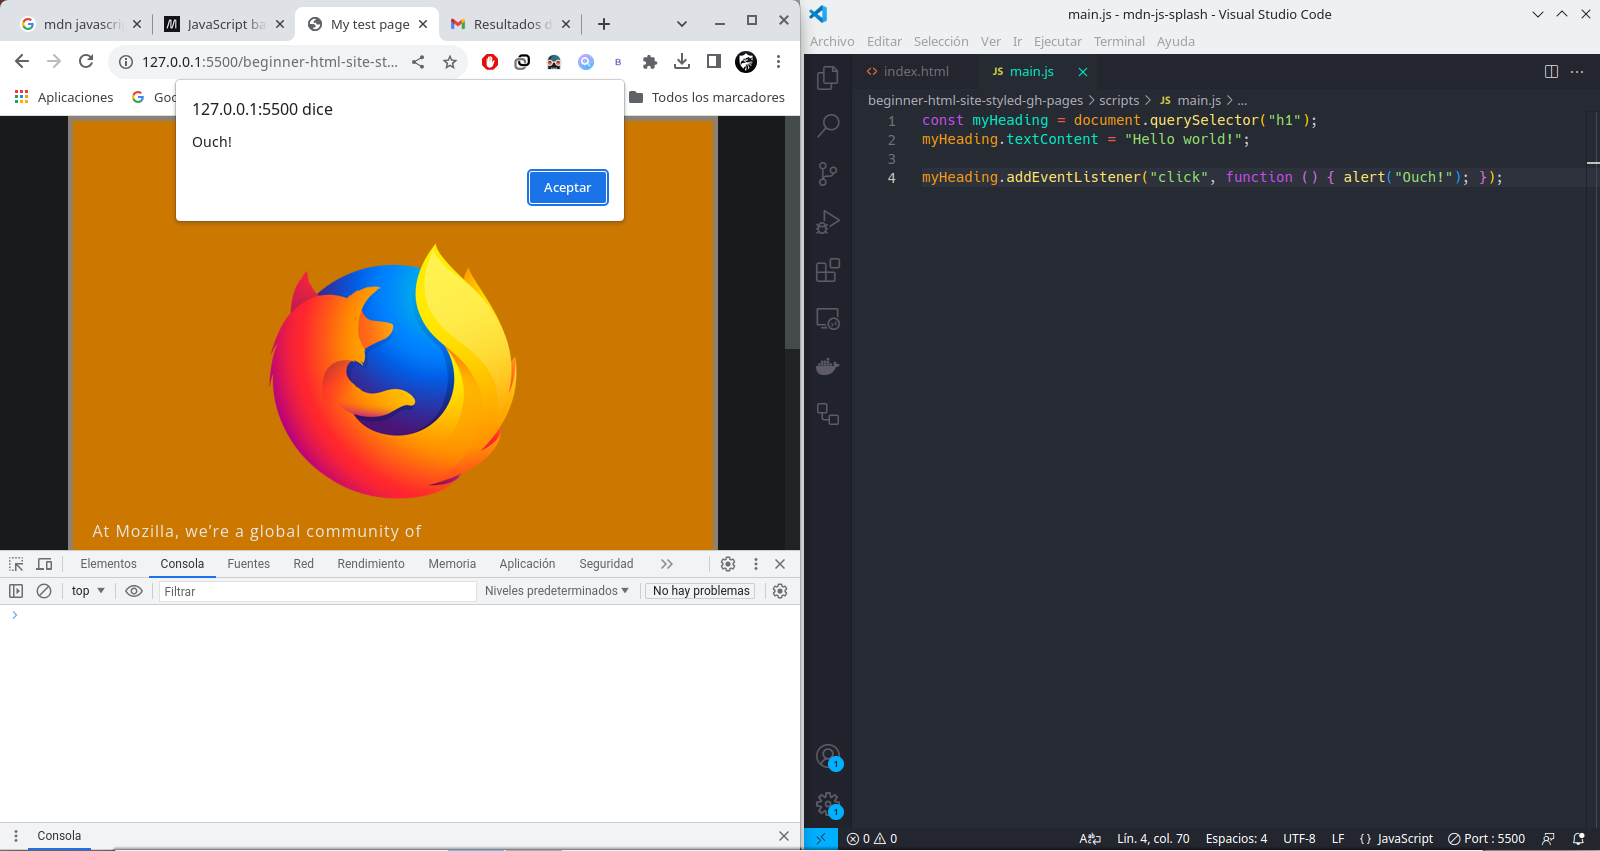 mdn javascri
JavaScript ba
My test page
Resultados d
127.0.0.1:5500/beginner-html-site-st...
Aplicaciones
Goo
Todos los marcadores
127.0.0.1:5500 dice
Ouch!
Aceptar
At Mozilla, we're a global community of
Elementos Consola Fuentes Red Rendimiento Memoria Aplicación Seguridad
top Filtrar Niveles predeterminados No hay problemas
Consola
main.js - mdn-js-splash - Visual Studio Code
Archivo Editar Selección Ver Ir Ejecutar Terminal Ayuda
index.html JS main.js
beginner-html-site-styled-gh-pages > scripts > JS main.js > ...
1 const myHeading = document.querySelector("h1");
2 myHeading.textContent = "Hello world!";
3
4 myHeading.addEventListener("click", function () { alert("Ouch!"); });
1
1
0 0 Lín. 4, col. 70 Espacios: 4 UTF-8 LF {} JavaScript Port : 5500